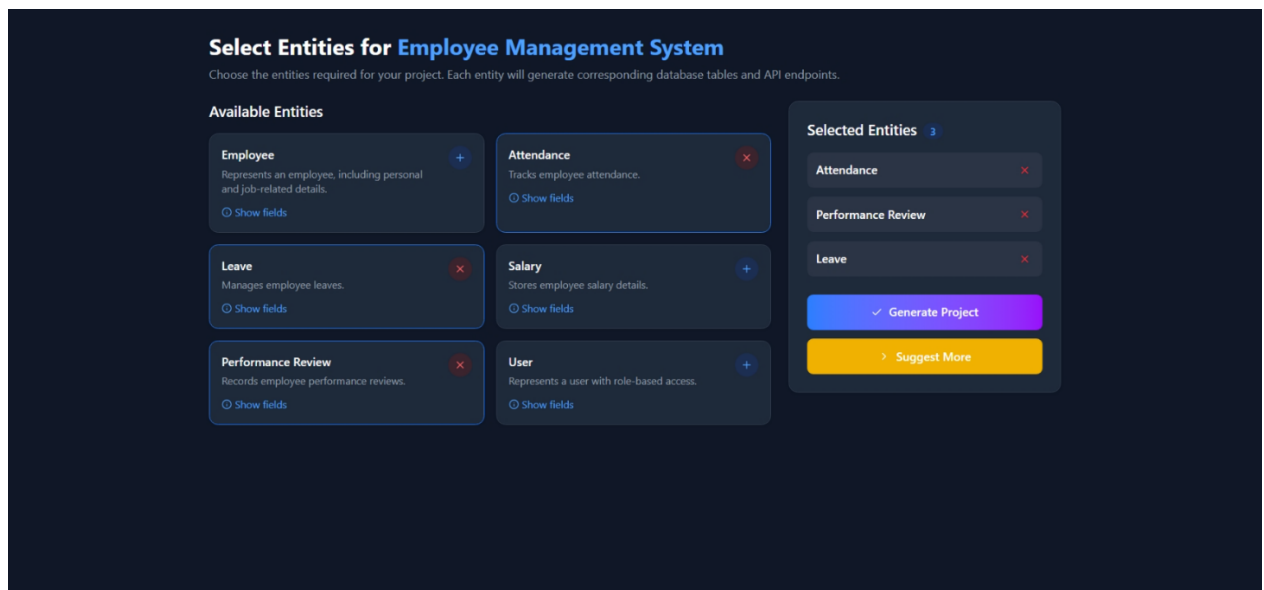 Select Entities for Employee Management System
Choose the entities required for your project. Each entity will generate corresponding database tables and API endpoints.
Available Entities
Employee
Represents an employee, including personal
and job-related details.
Show fields
Attendance
Tracks employee attendance.
Show fields
Leave
Manages employee leaves.
Show fields
Salary
Stores employee salary details.
Show fields
Performance Review
Records employee performance reviews.
Show fields
User
Represents a user with role-based access.
Show fields
Selected Entities 3
Attendance
Performance Review
Leave
Generate Project
Suggest More